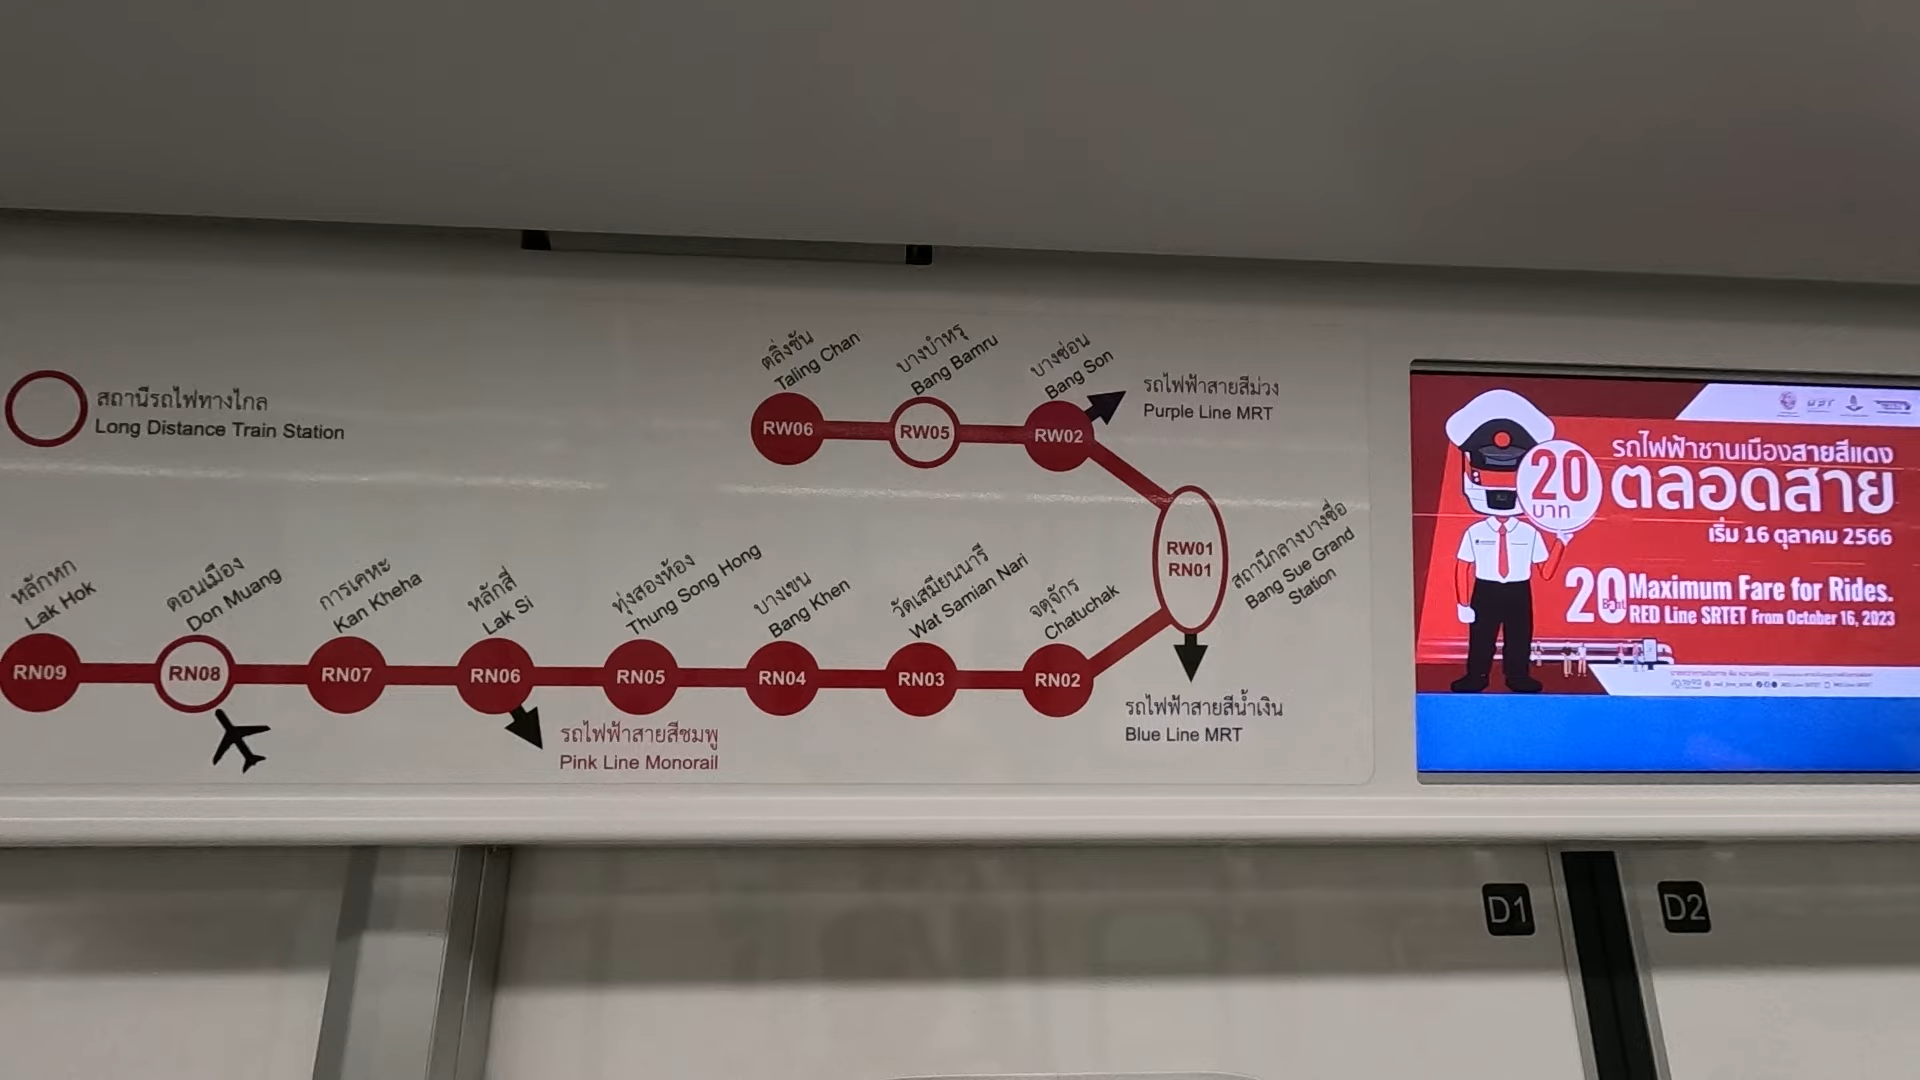 สถานีรถไฟทางไกล
Long Distance Train Station
ตลิ่งชัน
Taling Chan
RW06
บางบำหรุ
Bang Bamru
RW05
บางซ่อน
Bang Son
RW02
รถไฟฟ้าสายสีม่วง
Purple Line MRT
RW01
RN01
สถานีกลางบางซื่อ
Bang Sue Grand
Station
รถไฟฟ้าสายสีน้ำเงิน
Blue Line MRT
หลักหก
Lak Hok
RN09
ดอนเมือง
Don Muang
RN08
การเคหะ
Kan Kheha
RN07
หลักสี่
Lak Si
RN06
รถไฟฟ้าสายสีชมพู
Pink Line Monorail
ทุ่งสองห้อง
Thung Song Hong
RN05
บางเขน
Bang Khen
RN04
วัดเสมียนนารี
Wat Samian Nari
RN03
จตุจักร
Chatuchak
RN02
20
บาท
รถไฟฟ้าชานเมืองสายสีแดง
ตลอดสาย
เริ่ม 16 ตุลาคม 2566
20 Maximum Fare for Rides.
Baht RED Line SRTET From October 16, 2023
D1
D2